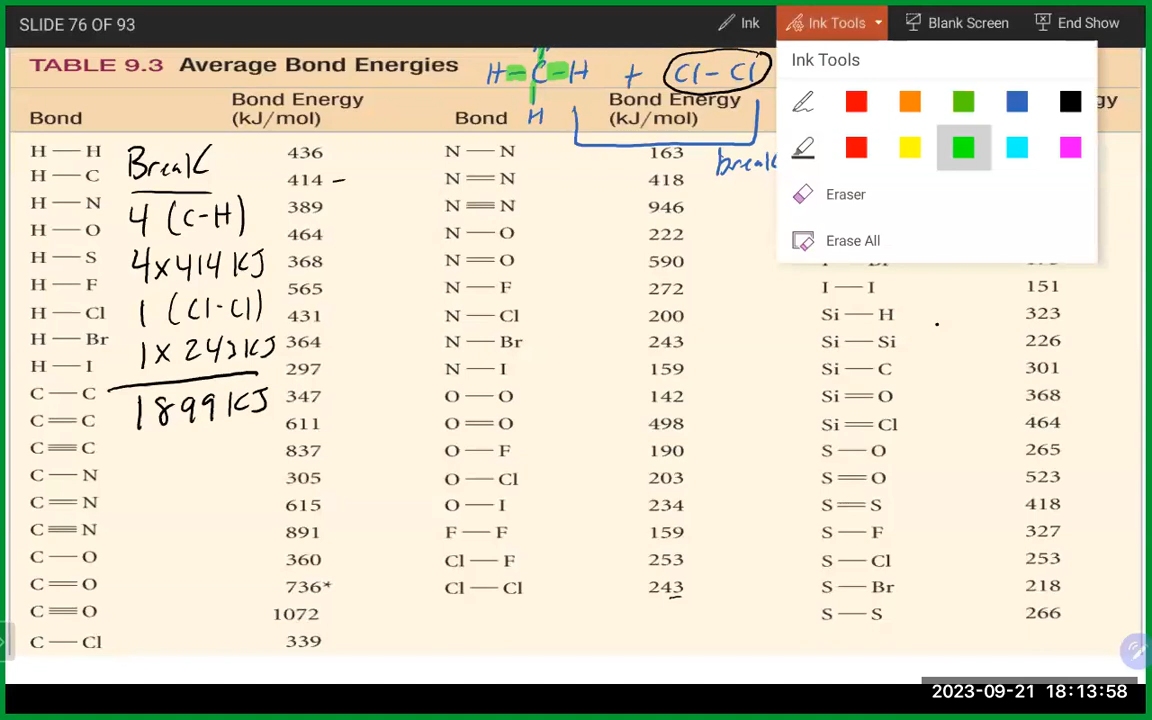 SLIDE 76 OF 93
Ink
Ink Tools
Blank Screen
End Show
Ink Tools
Eraser
Erase All
TABLE 9.3 Average Bond Energies
H-C-H + Cl-Cl
H
break
Bond Bond Energy (kJ/mol) Bond Bond Energy (kJ/mol)
H — H 436 N — N 163
H — C 414 N = N 418
H — N 389 N ≡ N 946
H — O 464 N — O 222
H — S 368 N = O 590
H — F 565 N — F 272 I — I 151
H — Cl 431 N — Cl 200 Si — H 323
H — Br 364 N — Br 243 Si — Si 226
H — I 297 N — I 159 Si — C 301
C — C 347 O — O 142 Si = O 368
C = C 611 O = O 498 Si = Cl 464
C ≡ C 837 O — F 190 S — O 265
C — N 305 O — Cl 203 S = O 523
C = N 615 O — I 234 S = S 418
C ≡ N 891 F — F 159 S — F 327
C — O 360 Cl — F 253 S — Cl 253
C = O 736* Cl — Cl 243 S — Br 218
C ≡ O 1072 S — S 266
C — Cl 339
Break
4 (C-H)
4x414 KJ
1 (Cl-Cl)
1 x 243 KJ
1899 KJ
2023-09-21 18:13:58